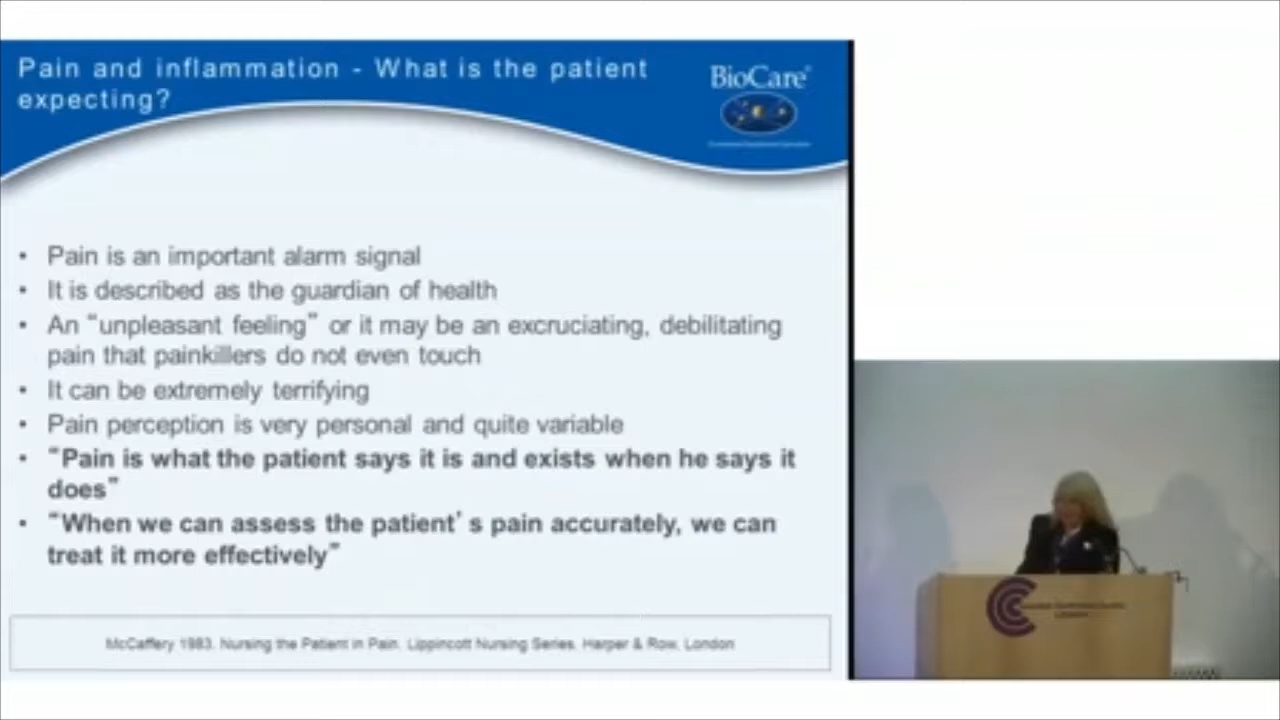 Pain and inflammation - What is the patient
expecting?
BioCare®
• Pain is an important alarm signal
• It is described as the guardian of health
• An “unpleasant feeling” or it may be an excruciating, debilitating
pain that painkillers do not even touch
• It can be extremely terrifying
• Pain perception is very personal and quite variable
• “Pain is what the patient says it is and exists when he says it
does”
• “When we can assess the patient’s pain accurately, we can
treat it more effectively”
McCaffery 1983. Nursing the Patient in Pain. Lippincott Nursing Series. Harper & Row, London